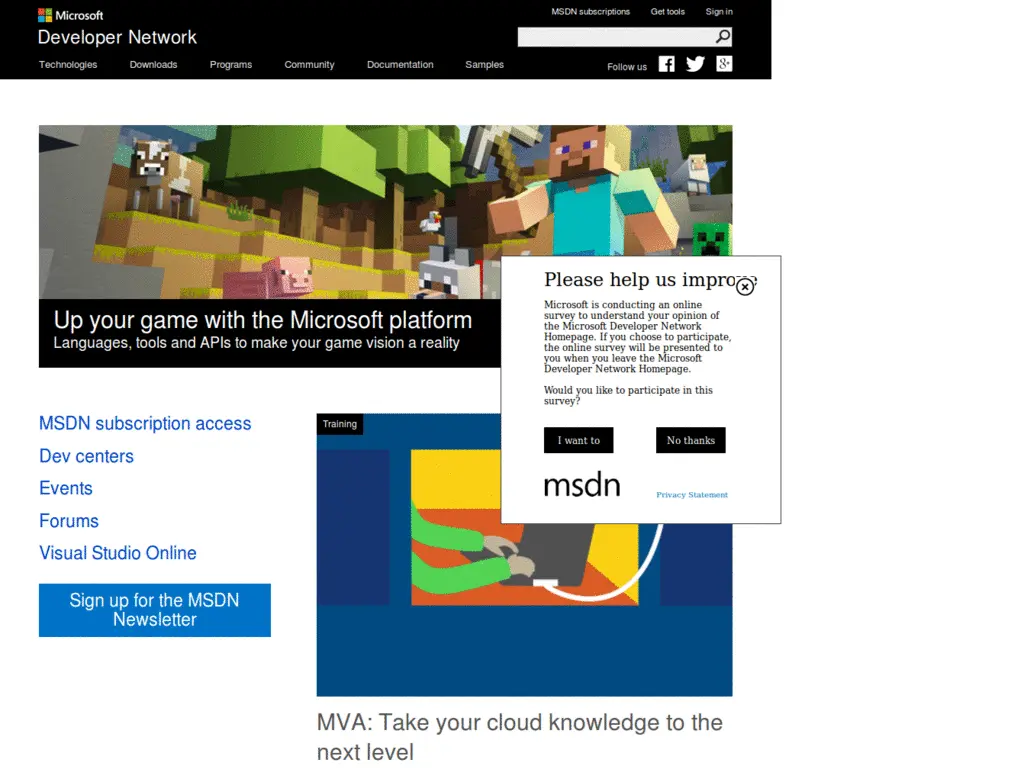 Microsoft
MSDN subscriptions Get tools Sign in
Developer Network
Technologies Downloads Programs Community Documentation Samples
Follow us
Up your game with the Microsoft platform
Languages, tools and APIs to make your game vision a reality
Please help us
Microsoft is conducting an online
survey to understand your opinion of
the Microsoft Developer Network
Homepage. If you choose to participate,
the online survey will be presented to
you when you leave the Microsoft
Developer Network Homepage.
Would you like to participate in this
survey?
I want to No thanks
msdn
Privacy Statement
MSDN subscription access
Dev centers
Events
Forums
Visual Studio Online
Sign up for the MSDN
Newsletter
Training
MVA: Take your cloud knowledge to the
next level